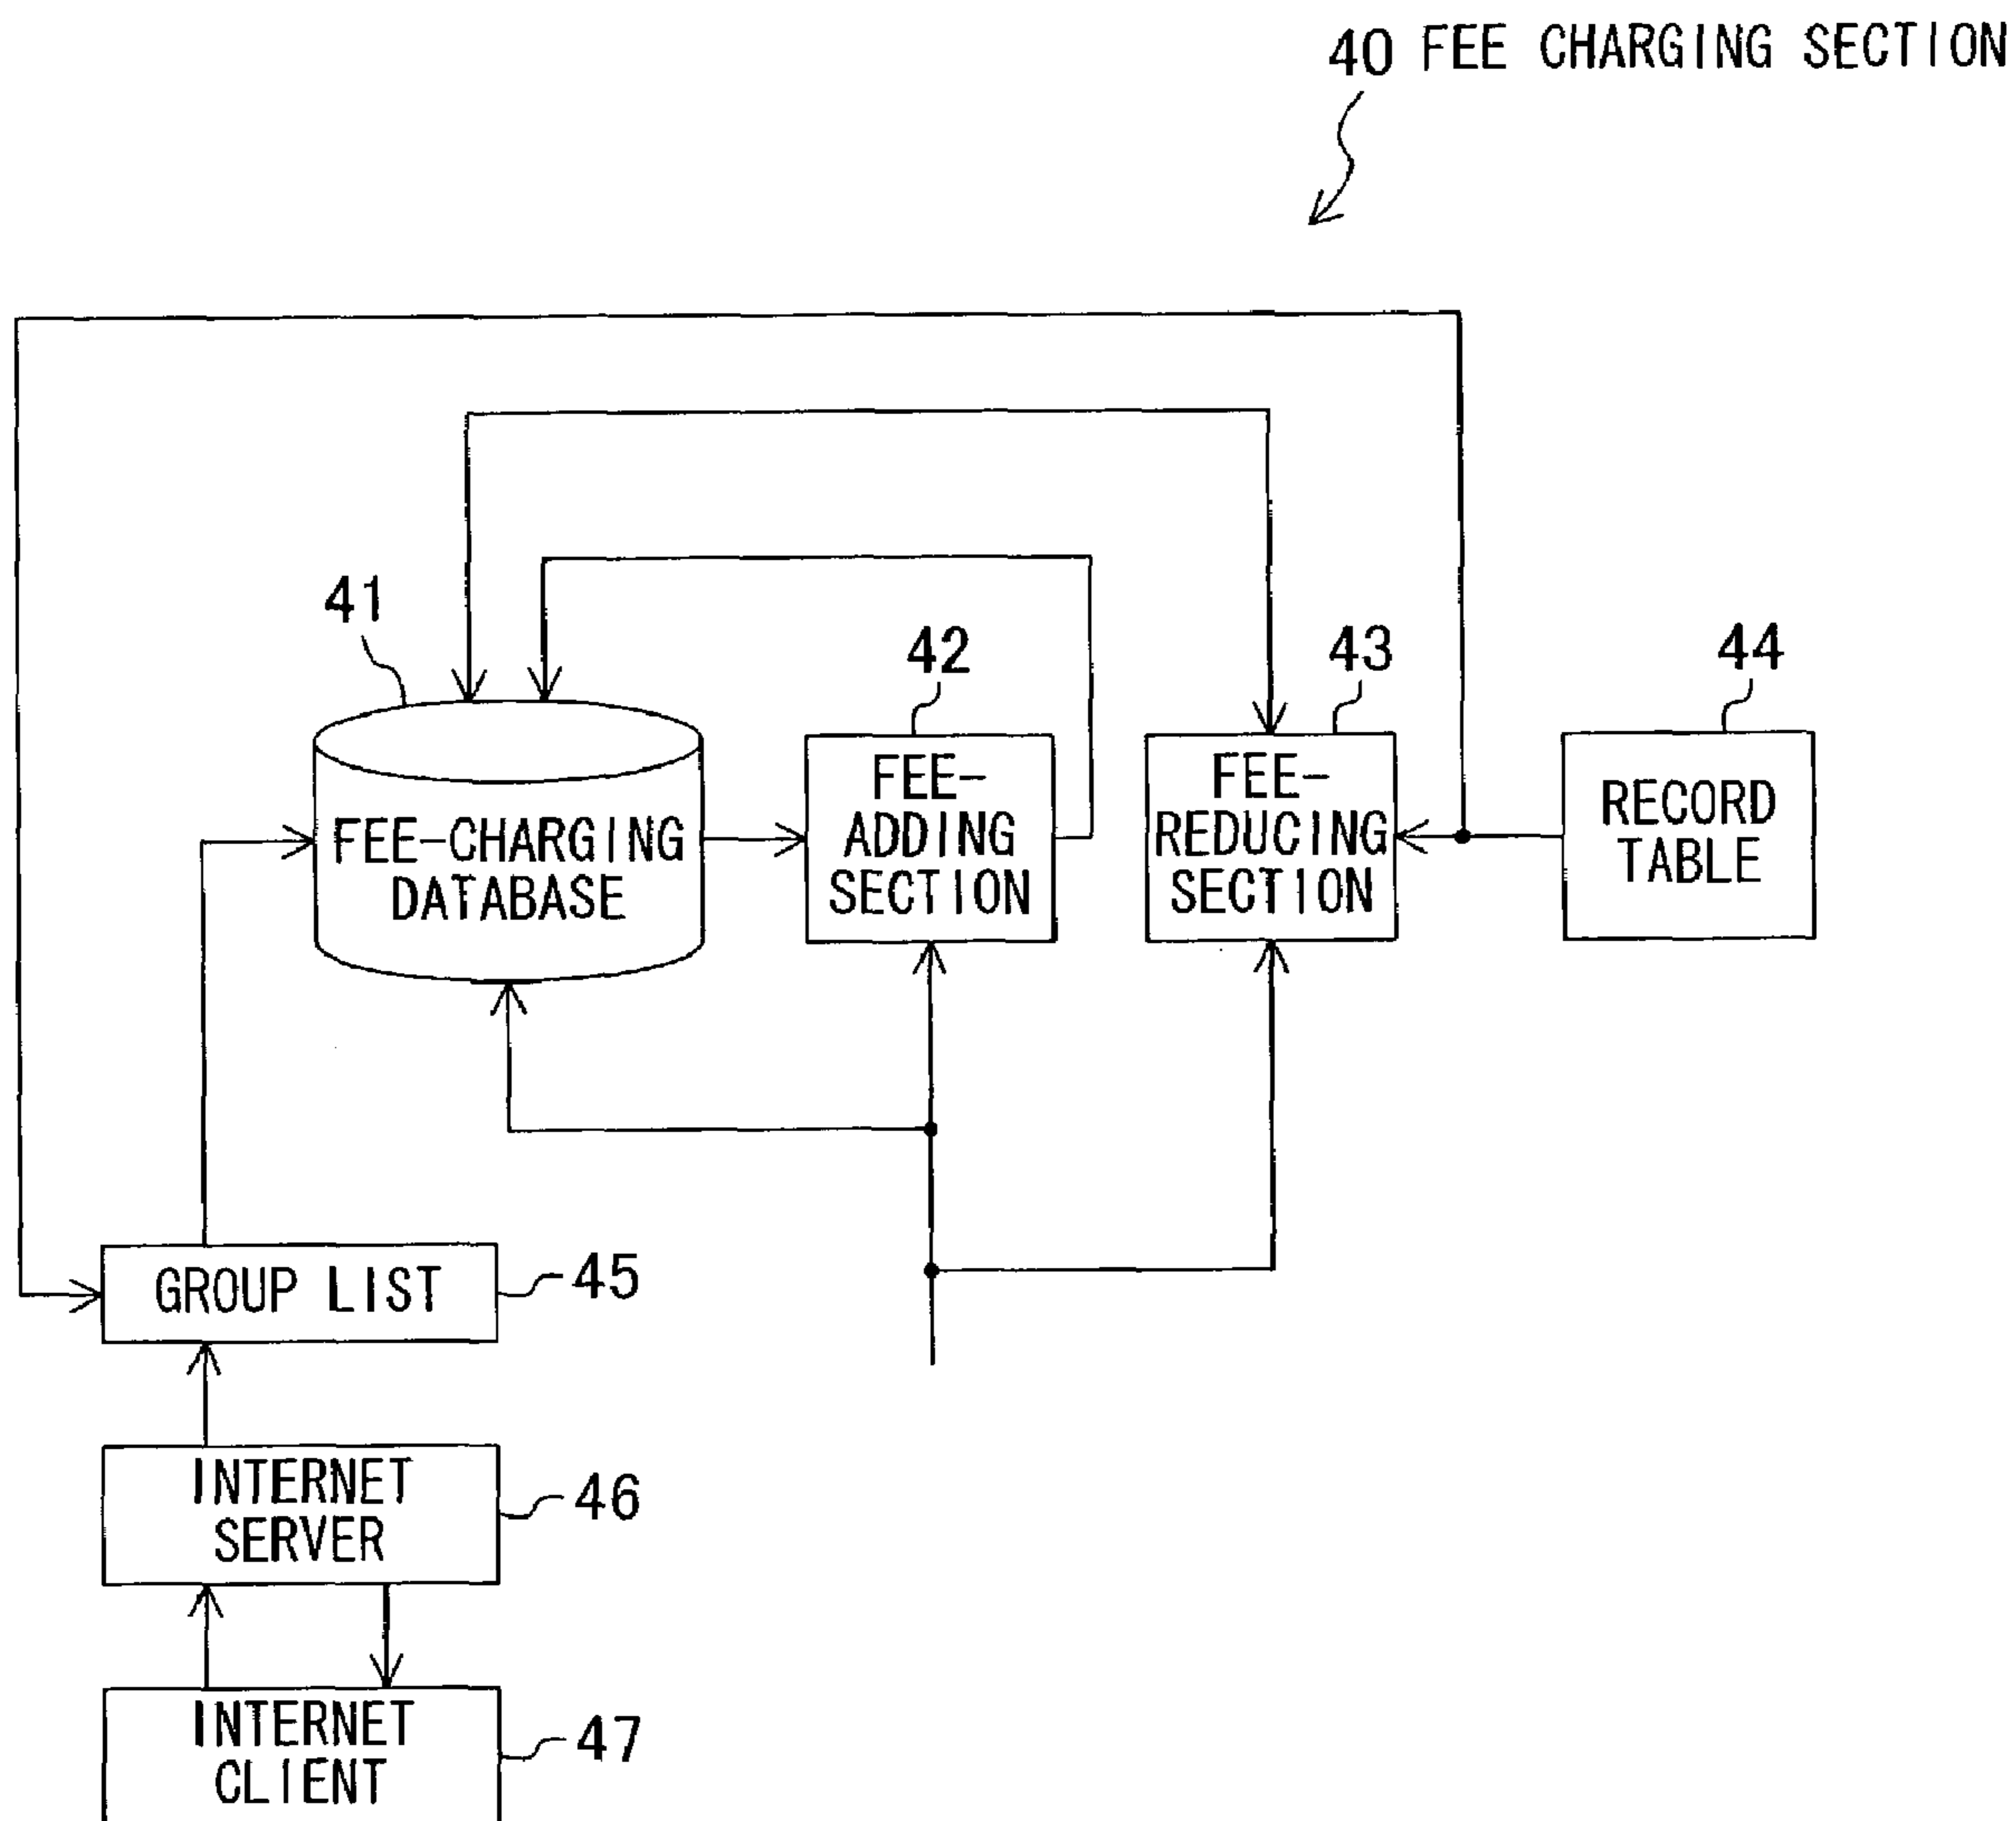 40 FEE CHARGING SECTION
41
42
43
44
FEE-CHARGING
DATABASE
FEE-
ADDING
SECTION
FEE-
REDUCING
SECTION
RECORD
TABLE
GROUP LIST
45
INTERNET
SERVER
46
INTERNET
CLIENT
47